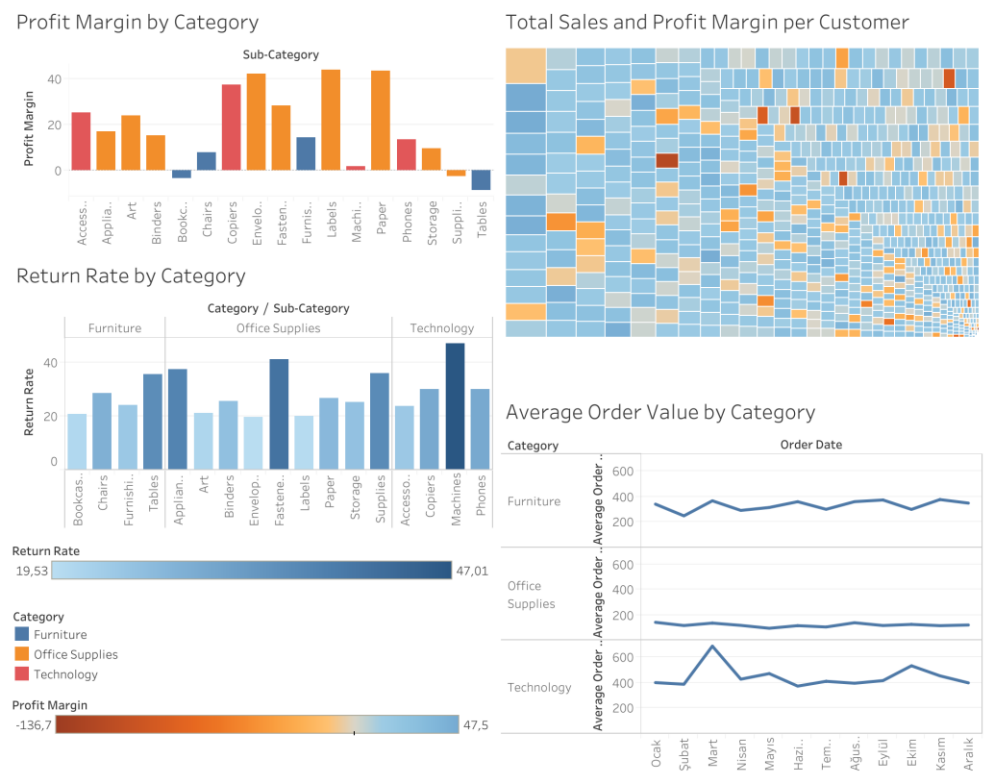 Profit Margin by Category
Sub-Category
Profit Margin
40
20
0
Access..
Applia..
Art
Binders
Bookc..
Chairs
Copiers
Envelo..
Fasten..
Furnis..
Labels
Machi..
Paper
Phones
Storage
Suppli..
Tables
Return Rate by Category
Category / Sub-Category
Furniture
Office Supplies
Technology
Return Rate
40
20
0
Bookcas..
Chairs
Furnishi..
Tables
Applian..
Art
Binders
Envelop..
Fastene..
Labels
Paper
Storage
Supplies
Accesso..
Copiers
Machines
Phones
Return Rate
19,53
47,01
Category
Furniture
Office Supplies
Technology
Profit Margin
-136,7
47,5
Total Sales and Profit Margin per Customer
Average Order Value by Category
Category
Order Date
Furniture
Average Order ..
600
400
200
Office
Supplies
Average Order ..
600
400
200
Technology
Average Order ..
600
400
200
Ocak
Şubat
Mart
Nisan
Mayıs
Hazi..
Tem..
Ağus..
Eylül
Ekim
Kasım
Aralık